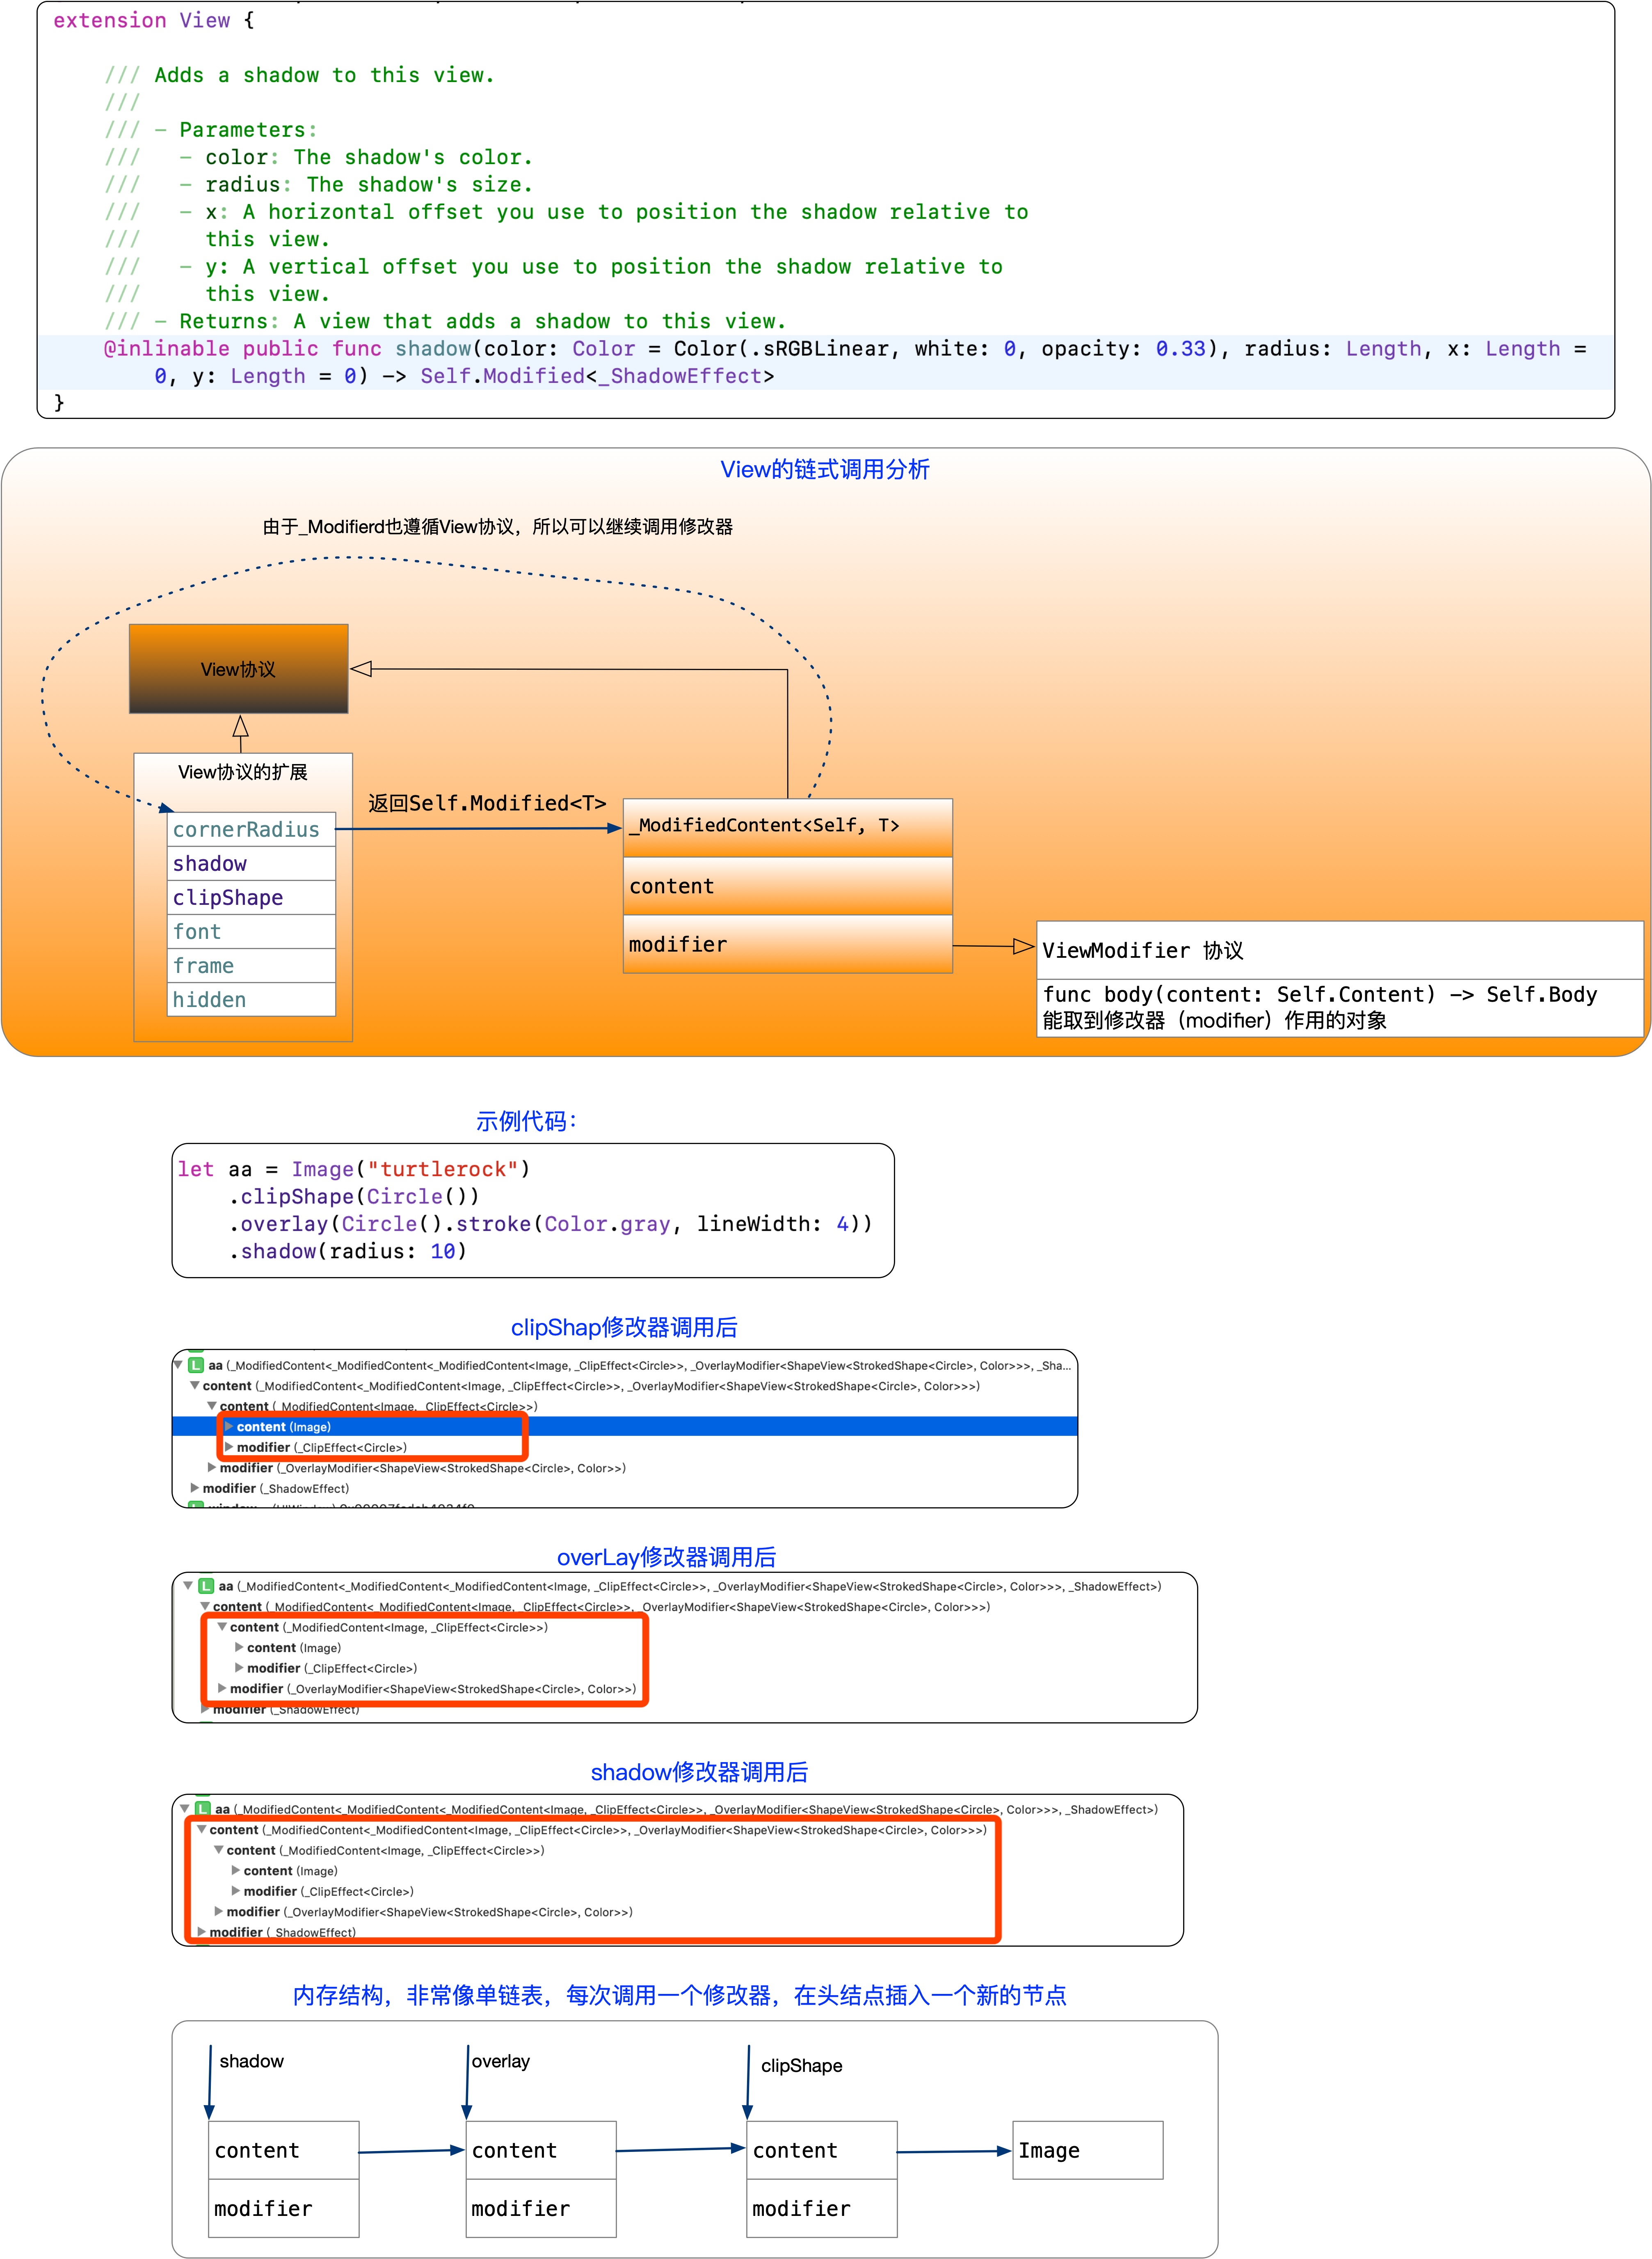 extension View {
/// Adds a shadow to this view.
///
/// - Parameters:
///   - color: The shadow's color.
///   - radius: The shadow's size.
///   - x: A horizontal offset you use to position the shadow relative to
///     this view.
///   - y: A vertical offset you use to position the shadow relative to
///     this view.
/// - Returns: A view that adds a shadow to this view.
@inlinable public func shadow(color: Color = Color(.sRGBLinear, white: 0, opacity: 0.33), radius: Length, x: Length =
0, y: Length = 0) -> Self.Modified<_ShadowEffect>
}
View的链式调用分析
由于_Modifierd也遵循View协议，所以可以继续调用修改器
View协议
View协议的扩展
返回Self.Modified<T>
cornerRadius
shadow
clipShape
font
frame
hidden
_ModifiedContent<Self, T>
content
modifier
ViewModifier 协议
func body(content: Self.Content) -> Self.Body
能取到修改器（modifier）作用的对象
示例代码：
let aa = Image("turtlerock")
.clipShape(Circle())
.overlay(Circle().stroke(Color.gray, lineWidth: 4))
.shadow(radius: 10)
clipShap修改器调用后
L aa (_ModifiedContent<_ModifiedContent<_ModifiedContent<Image, _ClipEffect<Circle>>, _OverlayModifier<ShapeView<StrokedShape<Circle>, Color>>>, _Sha...
content (_ModifiedContent<_ModifiedContent<Image, _ClipEffect<Circle>>, _OverlayModifier<ShapeView<StrokedShape<Circle>, Color>>>)
content (_ModifiedContent<Image, _ClipEffect<Circle>>)
content (Image)
modifier (_ClipEffect<Circle>)
modifier (_OverlayModifier<ShapeView<StrokedShape<Circle>, Color>>)
modifier (_ShadowEffect)
overLay修改器调用后
L aa (_ModifiedContent<_ModifiedContent<_ModifiedContent<Image, _ClipEffect<Circle>>, _OverlayModifier<ShapeView<StrokedShape<Circle>, Color>>>, _ShadowEffect>)
content (_ModifiedContent<_ModifiedContent<Image, _ClipEffect<Circle>>, _OverlayModifier<ShapeView<StrokedShape<Circle>, Color>>>)
content (_ModifiedContent<Image, _ClipEffect<Circle>>)
content (Image)
modifier (_ClipEffect<Circle>)
modifier (_OverlayModifier<ShapeView<StrokedShape<Circle>, Color>>)
modifier (_ShadowEffect)
shadow修改器调用后
L aa (_ModifiedContent<_ModifiedContent<_ModifiedContent<Image, _ClipEffect<Circle>>, _OverlayModifier<ShapeView<StrokedShape<Circle>, Color>>>, _ShadowEffect>)
content (_ModifiedContent<_ModifiedContent<Image, _ClipEffect<Circle>>, _OverlayModifier<ShapeView<StrokedShape<Circle>, Color>>>)
content (_ModifiedContent<Image, _ClipEffect<Circle>>)
content (Image)
modifier (_ClipEffect<Circle>)
modifier (_OverlayModifier<ShapeView<StrokedShape<Circle>, Color>>)
modifier (_ShadowEffect)
内存结构，非常像单链表，每次调用一个修改器，在头结点插入一个新的节点
shadow
overlay
clipShape
content
content
content
Image
modifier
modifier
modifier